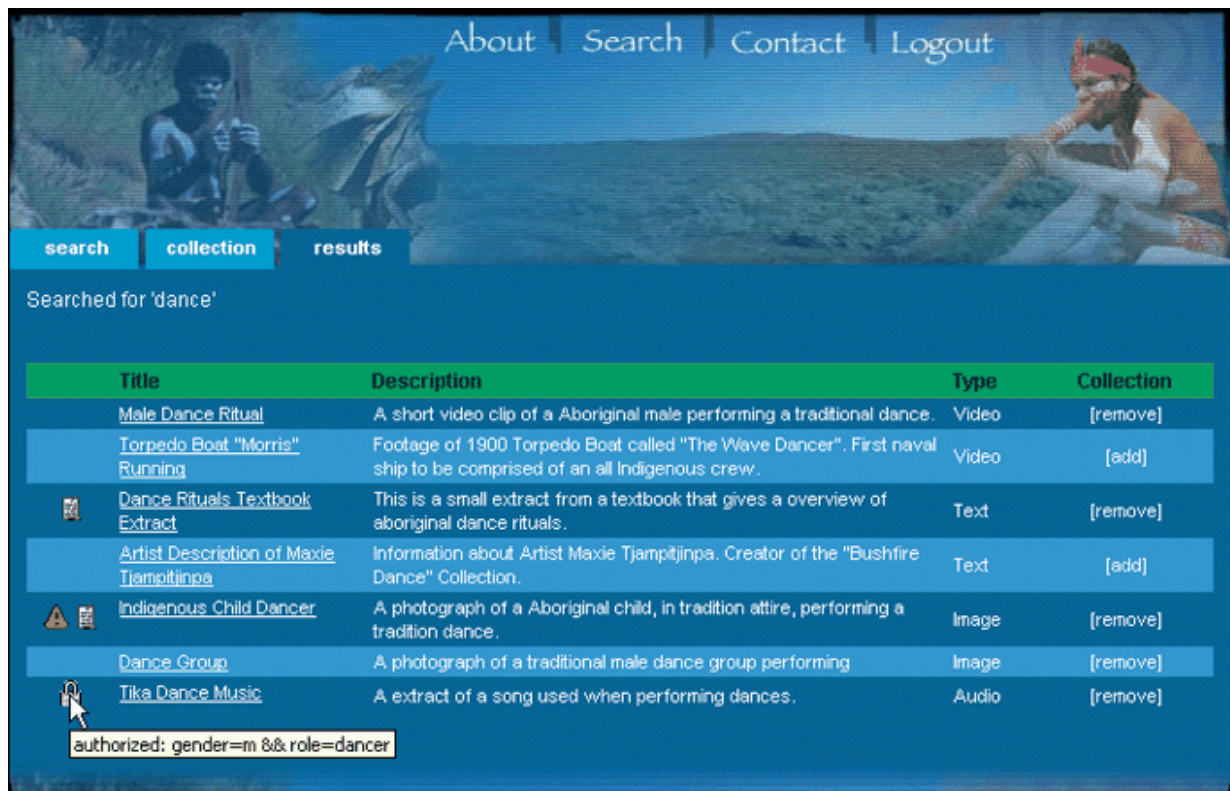 About Search Contact Logout
search collection results
Searched for 'dance'
Title Description Type Collection
Male Dance Ritual A short video clip of a Aboriginal male performing a traditional dance. Video [remove]
Torpedo Boat "Morris" Footage of 1900 Torpedo Boat called "The Wave Dancer". First naval
Running ship to be comprised of an all Indigenous crew. Video [add]
Dance Rituals Textbook This is a small extract from a textbook that gives a overview of
Extract aboriginal dance rituals. Text [remove]
Artist Description of Maxie Information about Artist Maxie Tjampitjinpa. Creator of the "Bushfire
Tjampitjinpa Dance" Collection. Text [add]
Indigenous Child Dancer A photograph of a Aboriginal child, in tradition attire, performing a
tradition dance. Image [remove]
Dance Group A photograph of a traditional male dance group performing Image [remove]
Tika Dance Music A extract of a song used when performing dances. Audio [remove]
authorized: gender=m && role=dancer